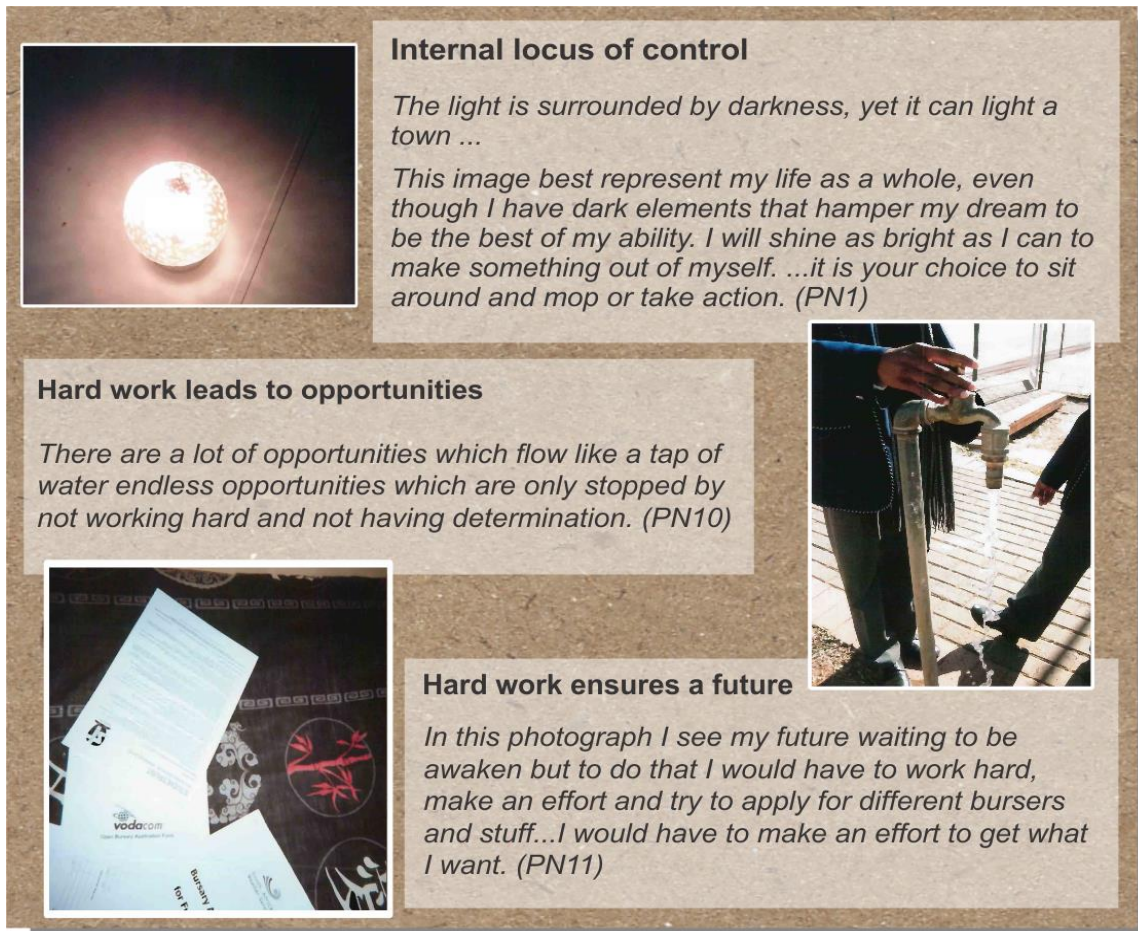 Internal locus of control
The light is surrounded by darkness, yet it can light a
town ...
This image best represent my life as a whole, even
though I have dark elements that hamper my dream to
be the best of my ability. I will shine as bright as I can to
make something out of myself. ...it is your choice to sit
around and mop or take action. (PN1)
Hard work leads to opportunities
There are a lot of opportunities which flow like a tap of
water endless opportunities which are only stopped by
not working hard and not having determination. (PN10)
vodacom
Open Bursary Application Form
Bursary
for
Hard work ensures a future
In this photograph I see my future waiting to be
awaken but to do that I would have to work hard,
make an effort and try to apply for different bursers
and stuff...I would have to make an effort to get what
I want. (PN11)